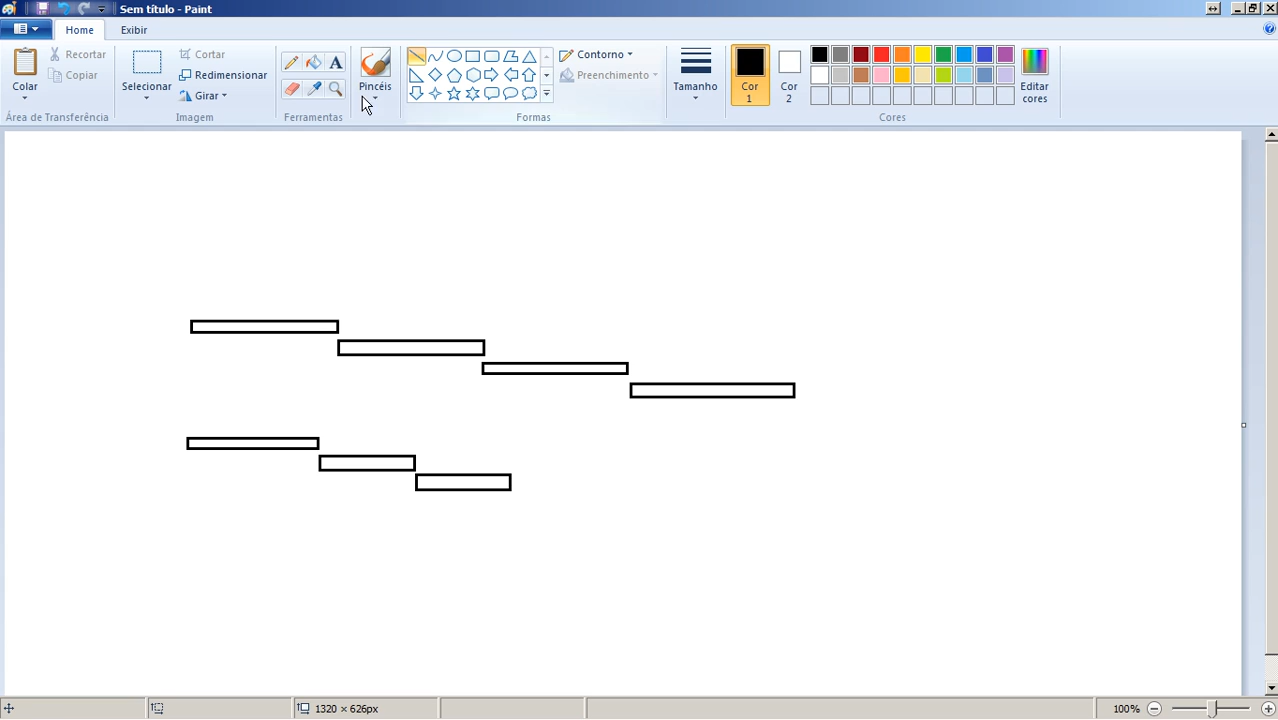 Sem título - Paint
Home Exibir
Colar
Recortar
Copiar
Área de Transferência
Selecionar
Cortar
Redimensionar
Girar
Imagem
A
Ferramentas
Pincéis
Contorno
Preenchimento
Formas
Tamanho
Cor
1
Cor
2
Editar
cores
Cores
1320 × 626px
100%